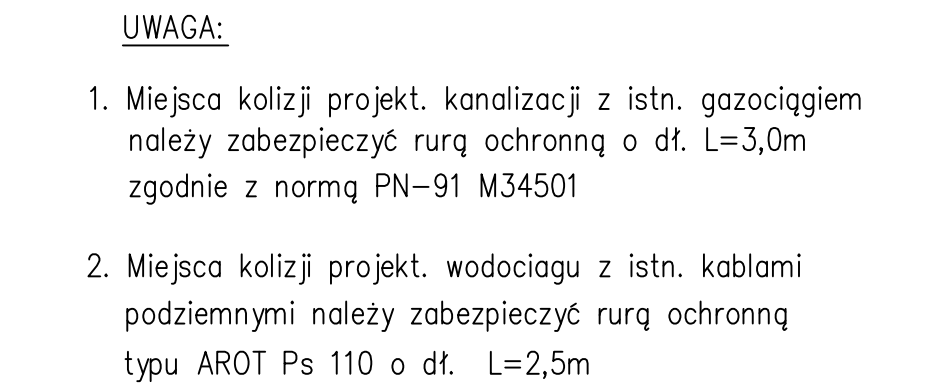 UWAGA:
1. Miejsca kolizji projekt. kanalizacji z istn. gazociągiem
należy zabezpieczyć rurą ochronną o dł. L=3,0m
zgodnie z normą PN-91 M34501
2. Miejsca kolizji projekt. wodociagu z istn. kablami
podziemnymi należy zabezpieczyć rurą ochronną
typu AROT Ps 110 o dł. L=2,5m